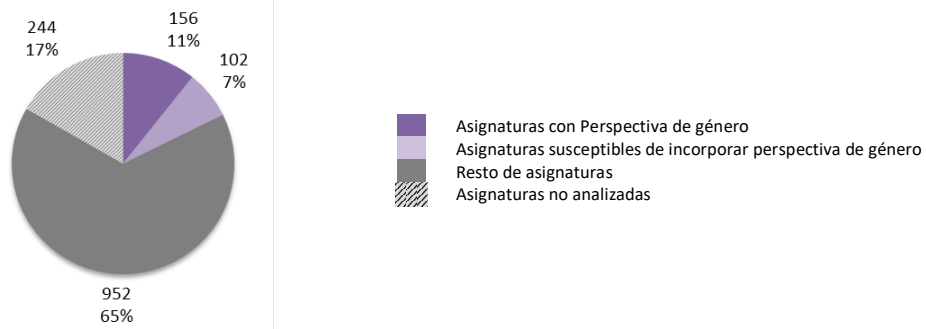 156
11%
244
17%
102
7%
Asignaturas con Perspectiva de género
Asignaturas susceptibles de incorporar perspectiva de género
Resto de asignaturas
Asignaturas no analizadas
952
65%